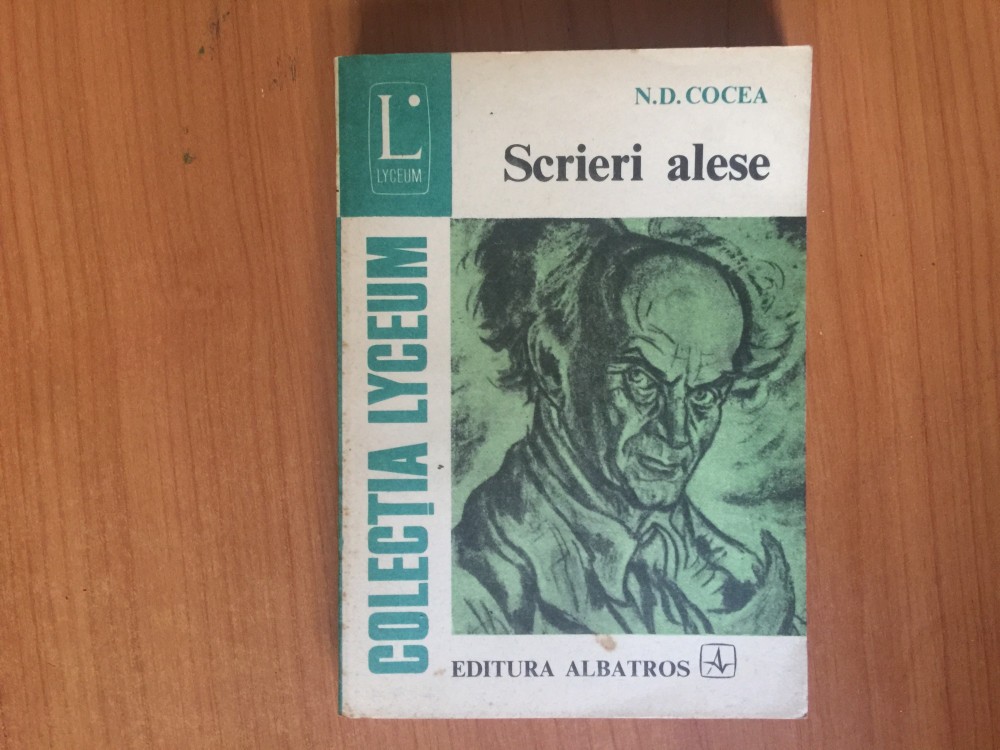 L
LYCEUM
N.D. COCEA
Scrieri alese
COLECȚIA LYCEUM
EDITURA ALBATROS